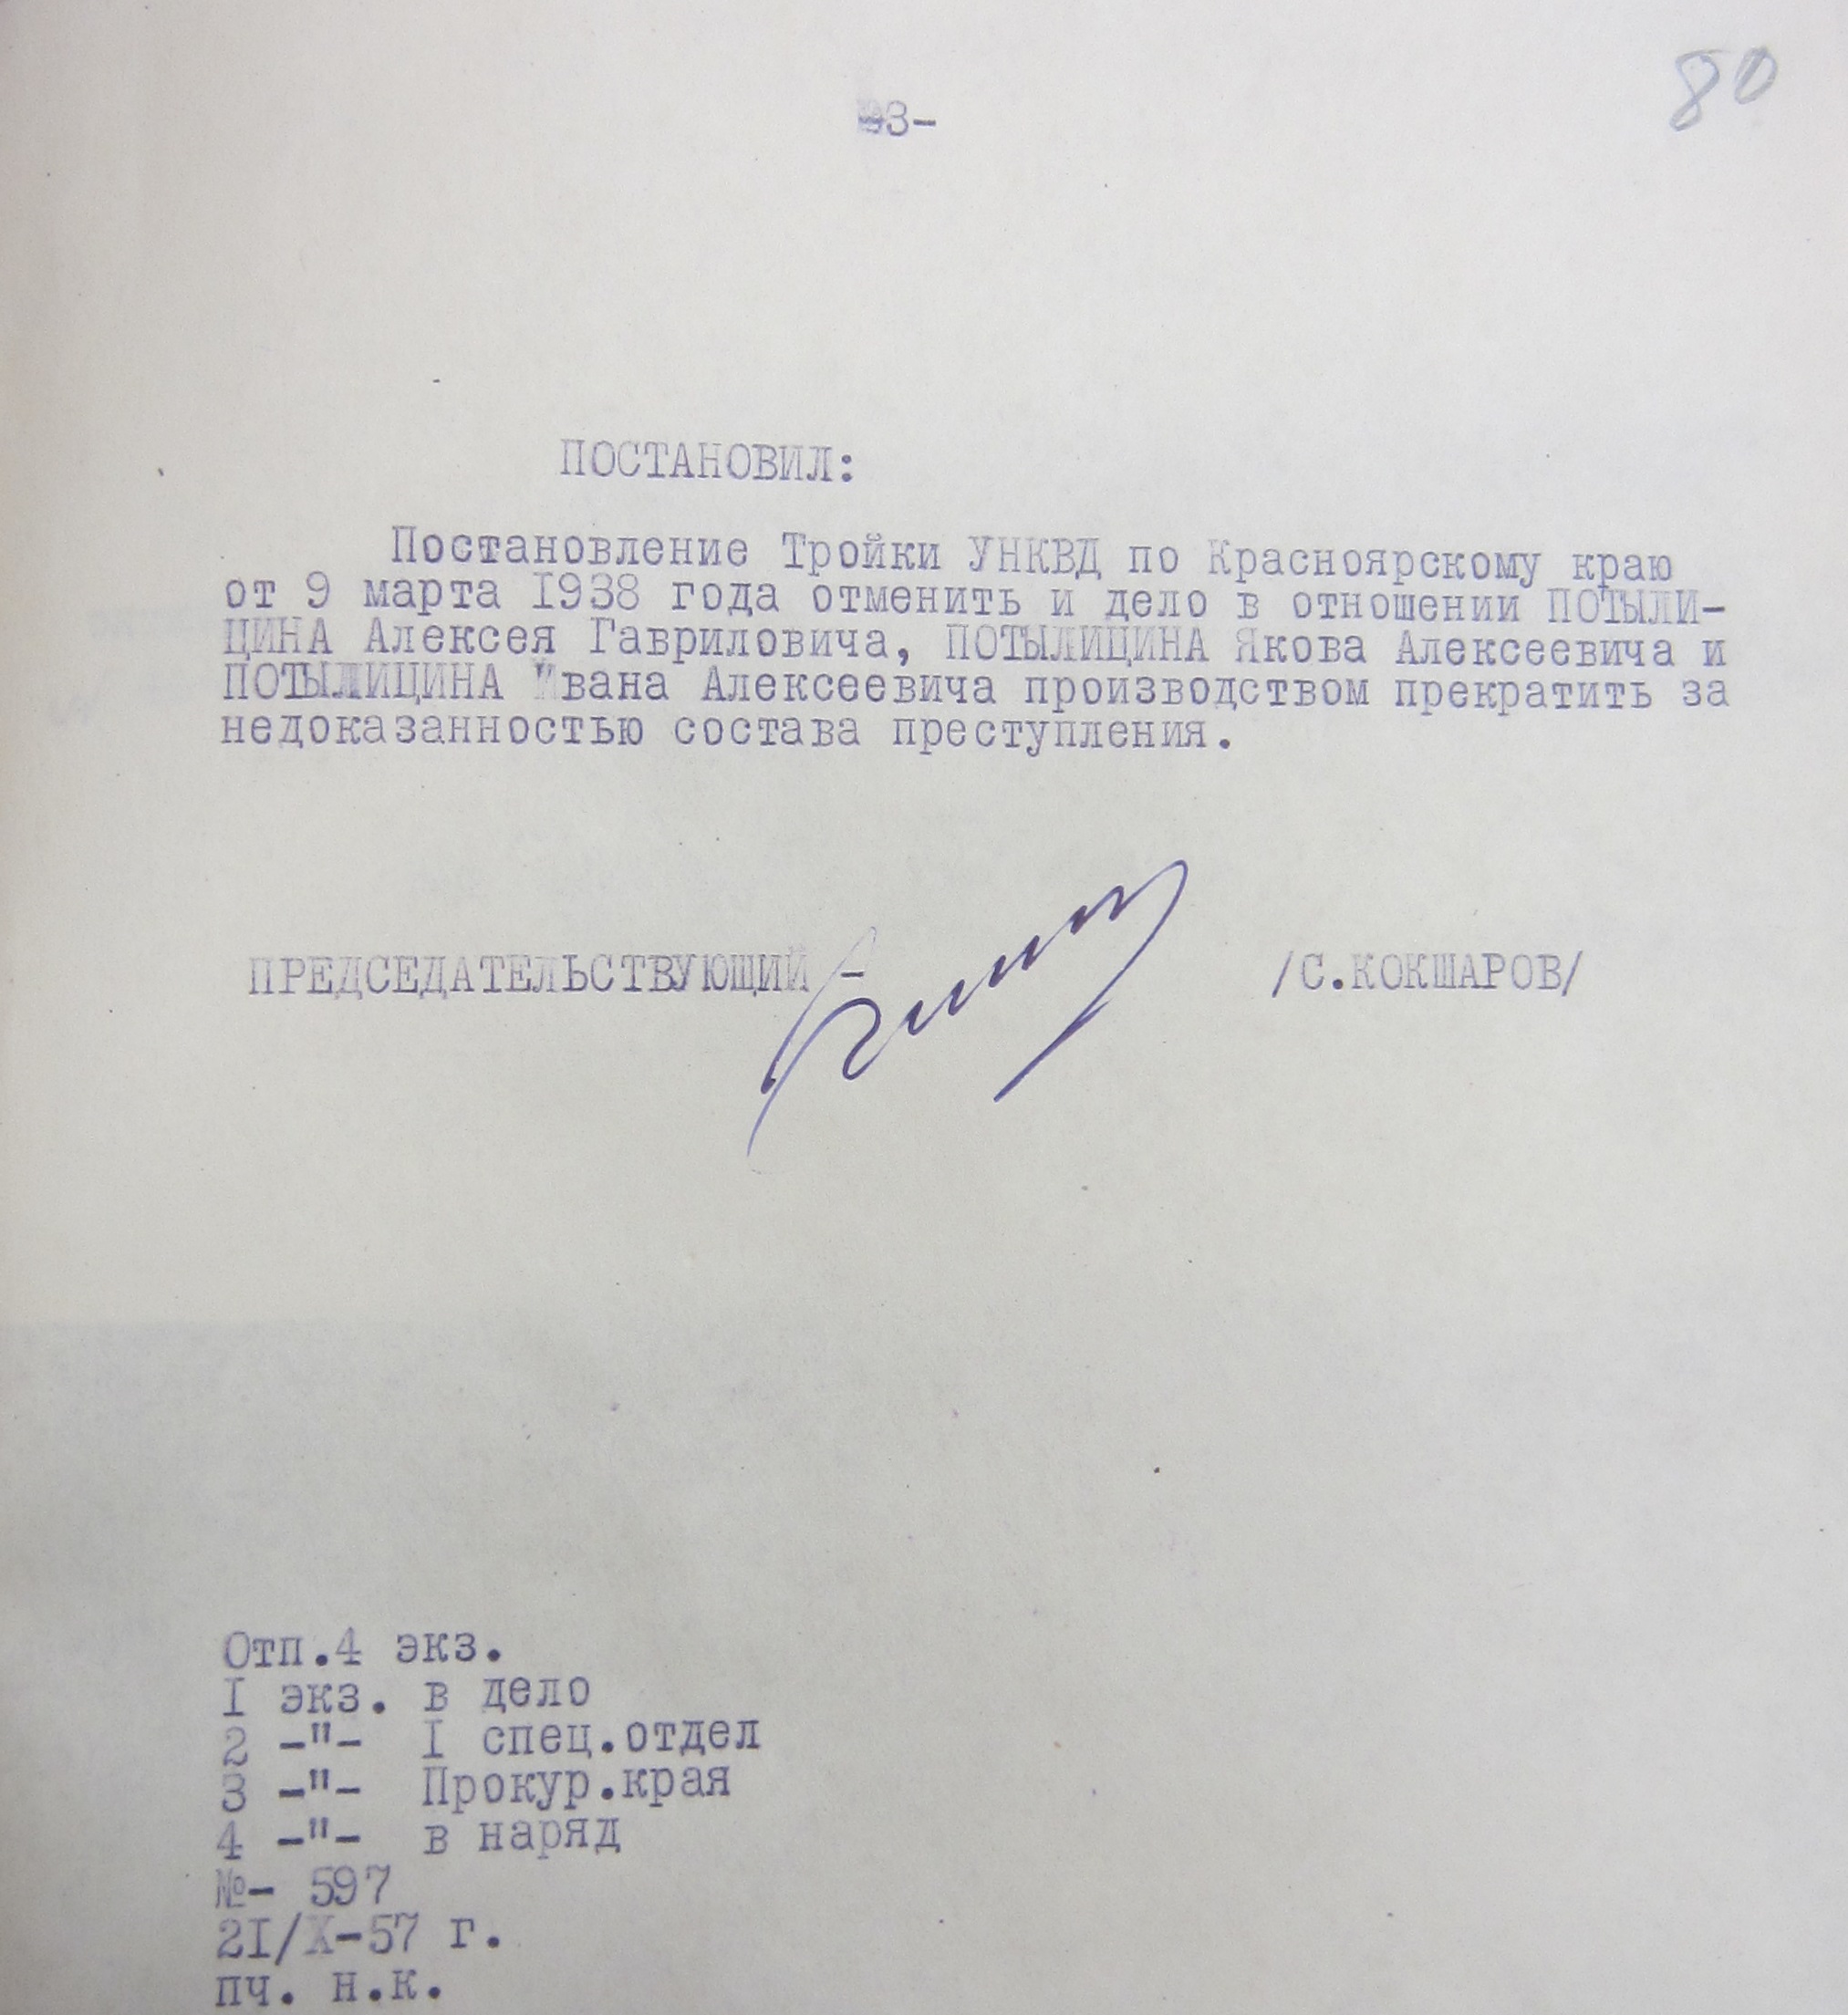 80
-3-
ПОСТАНОВИЛ:
Постановление Тройки УНКВД по Красноярскому краю
от 9 марта 1938 года отменить и дело в отношении ПОТЫЛИ-
ЦИНА Алексея Гавриловича, ПОТЫЛИЦИНА Якова Алексеевича и
ПОТЫЛИЦИНА Ивана Алексеевича производством прекратить за
недоказанностью состава преступления.
ПРЕДСЕДАТЕЛЬСТВУЮЩИЙ - /С.КОКШАРОВ/
Отп.4 экз.
I экз. в дело
2 -"- I спец.отдел
3 -"- Прокур.края
4 -"- в наряд
№- 597
2I/X-57 г.
пч. н.к.